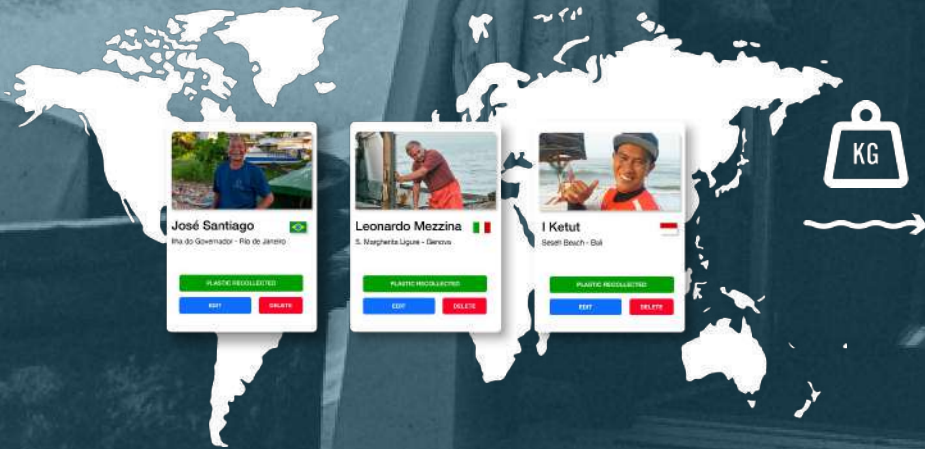 José Santiago
Ilha do Governador - Rio de Janeiro
PLASTIC RECOLLECTED
EDIT DELETE
Leonardo Mezzina
S. Margherita Ligure - Genova
PLASTIC RECOLLECTED
EDIT DELETE
I Ketut
Seseh Beach - Bali
PLASTIC RECOLLECTED
EDIT DELETE
KG